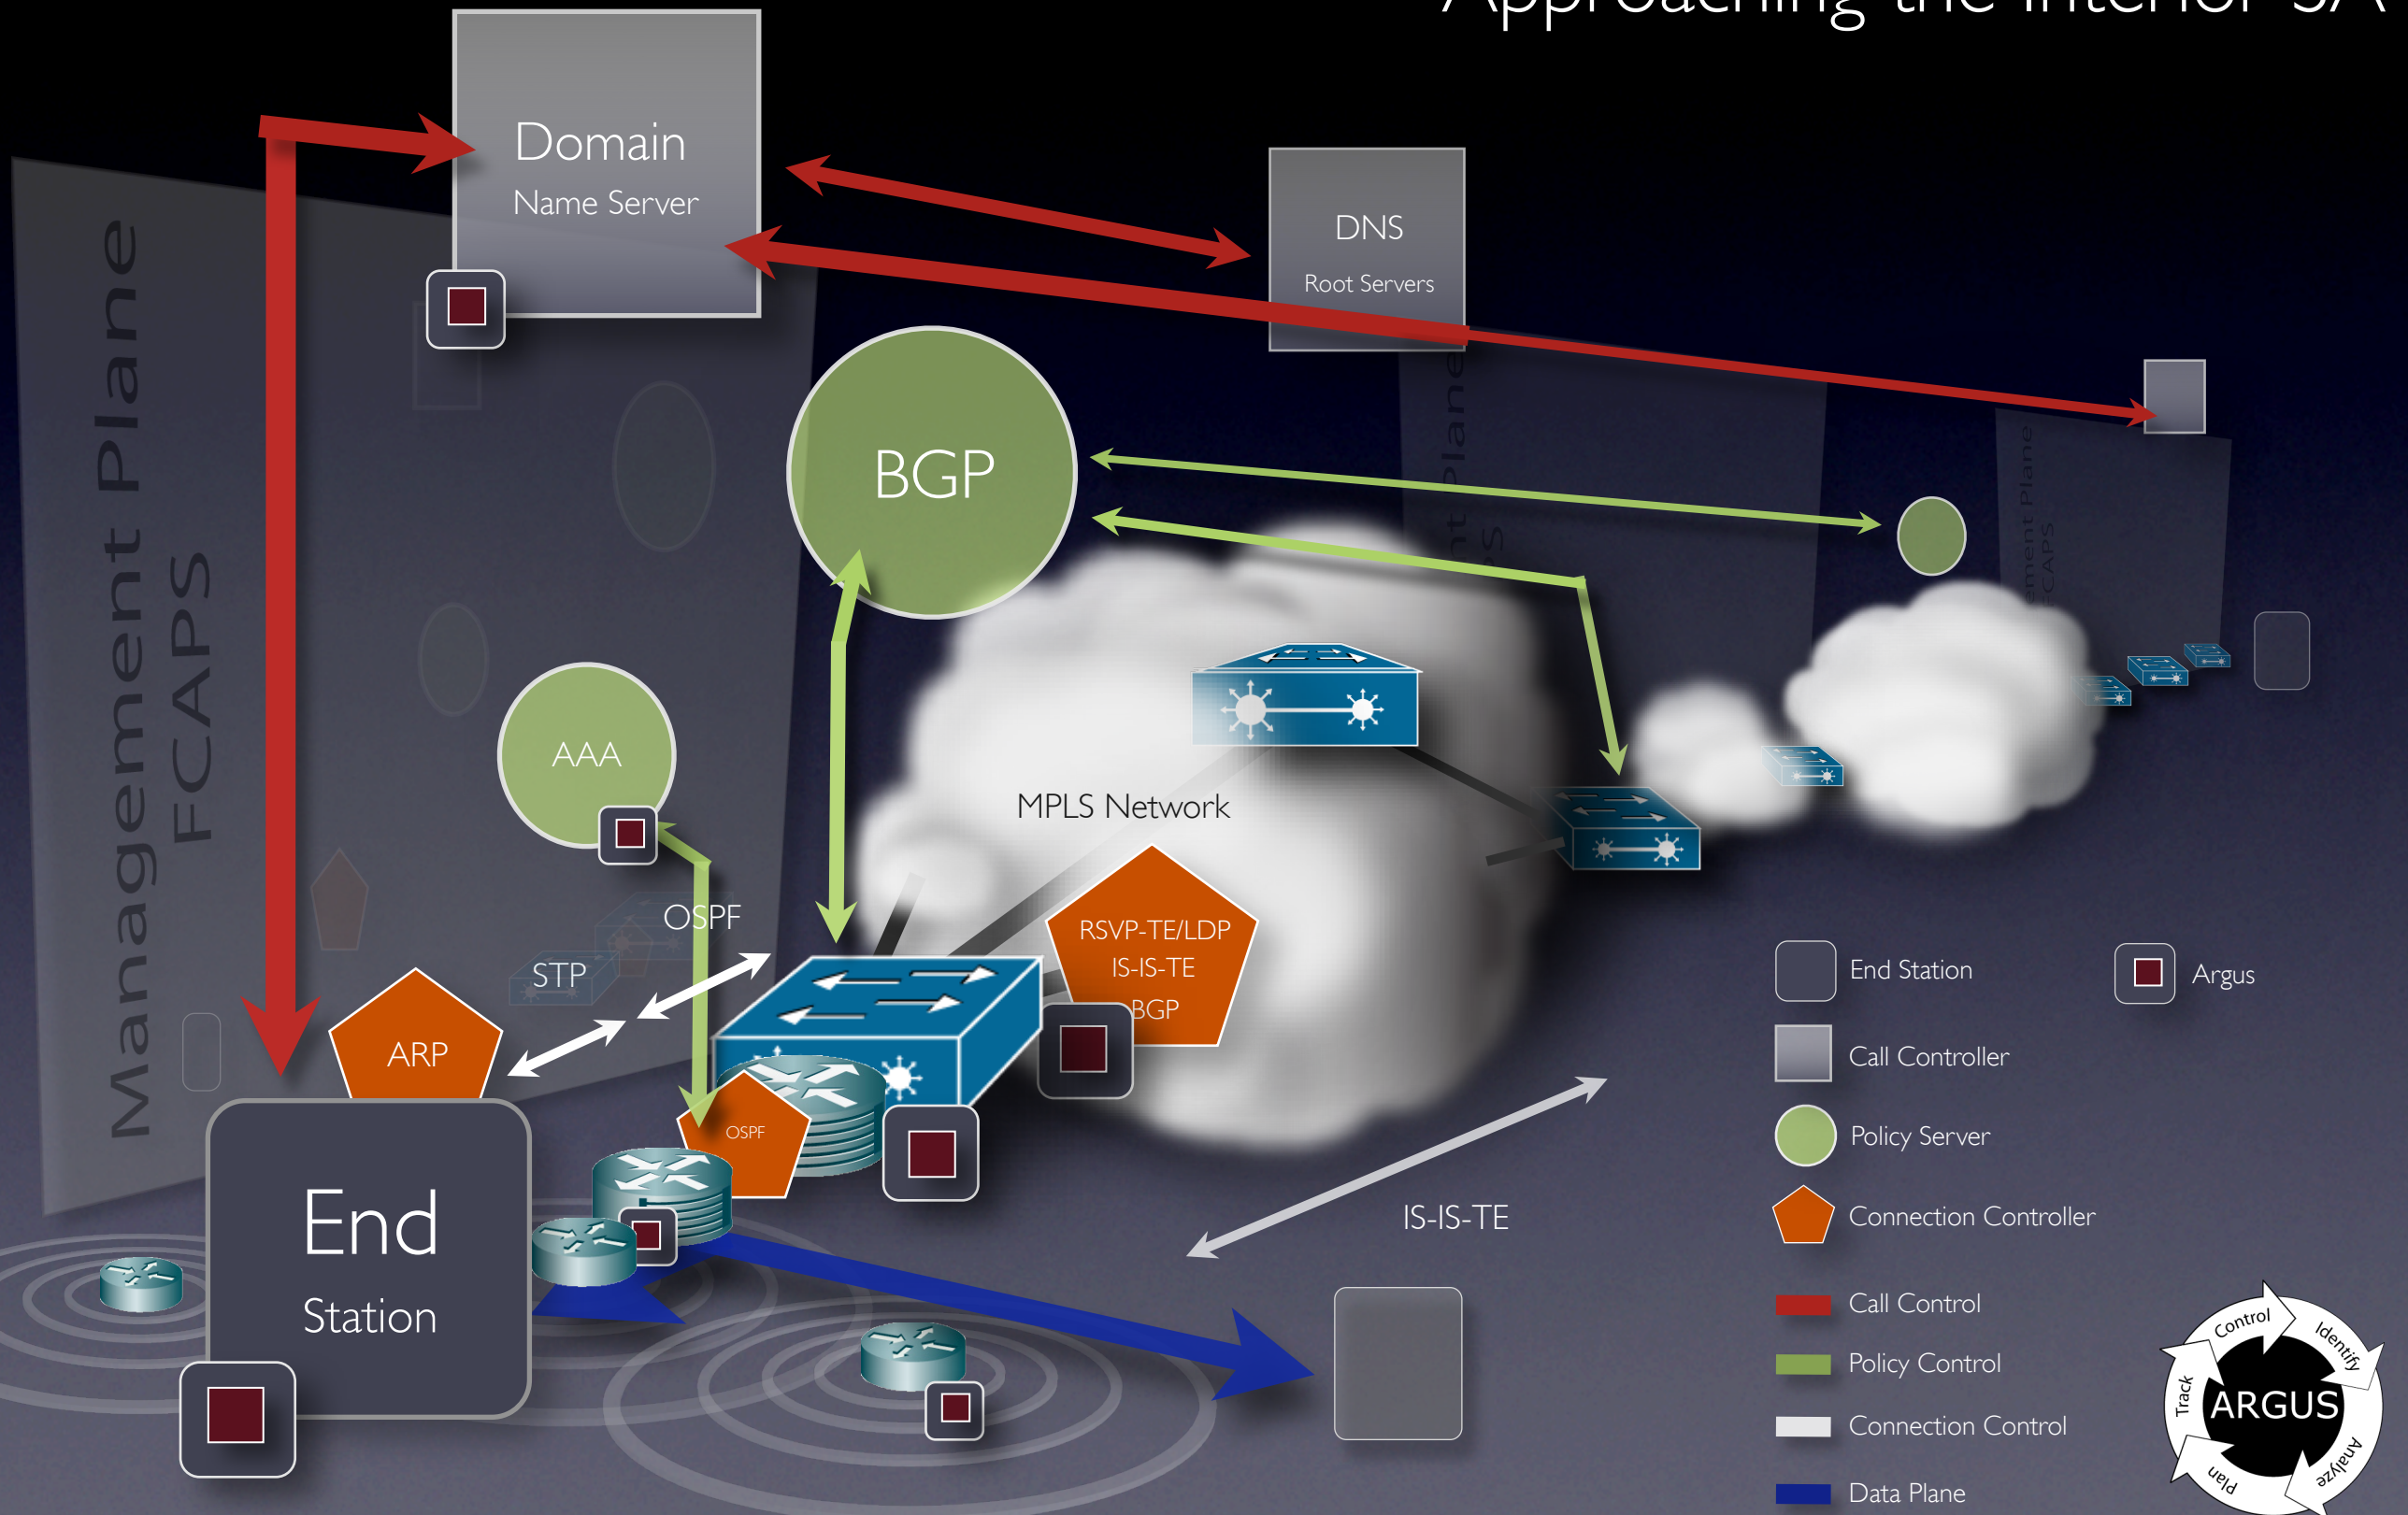 Approaching the Interior SA
Domain
Name Server
DNS
Root Servers
Management Plane
FCAPS
BGP
AAA
MPLS Network
OSPF
STP
RSVP-TE/LDP
IS-IS-TE
BGP
ARP
OSPF
End
Station
IS-IS-TE
End Station
Argus
Call Controller
Policy Server
Connection Controller
Call Control
Policy Control
Connection Control
Data Plane
Control
Identify
Analyze
Plan
Track
ARGUS
Plane
FCAPS